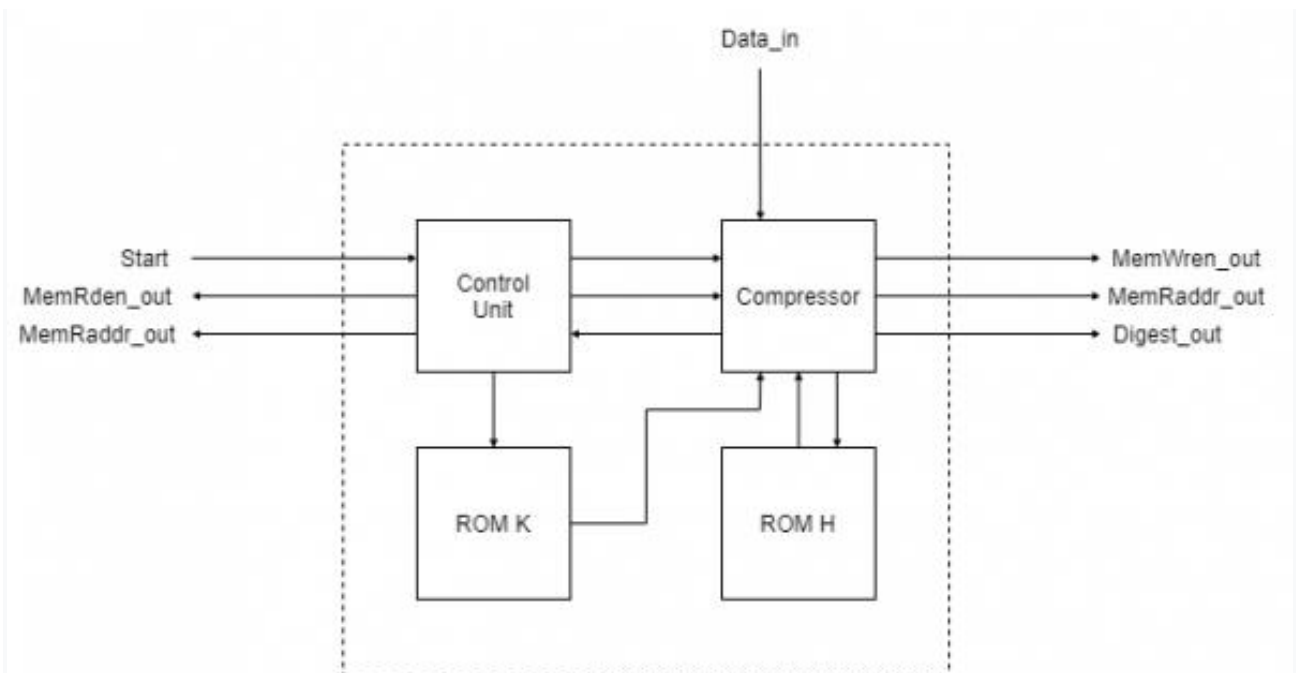 Data_in
Start
MemRden_out
MemRaddr_out
Control
Unit
Compressor
MemWren_out
MemRaddr_out
Digest_out
ROM K
ROM H